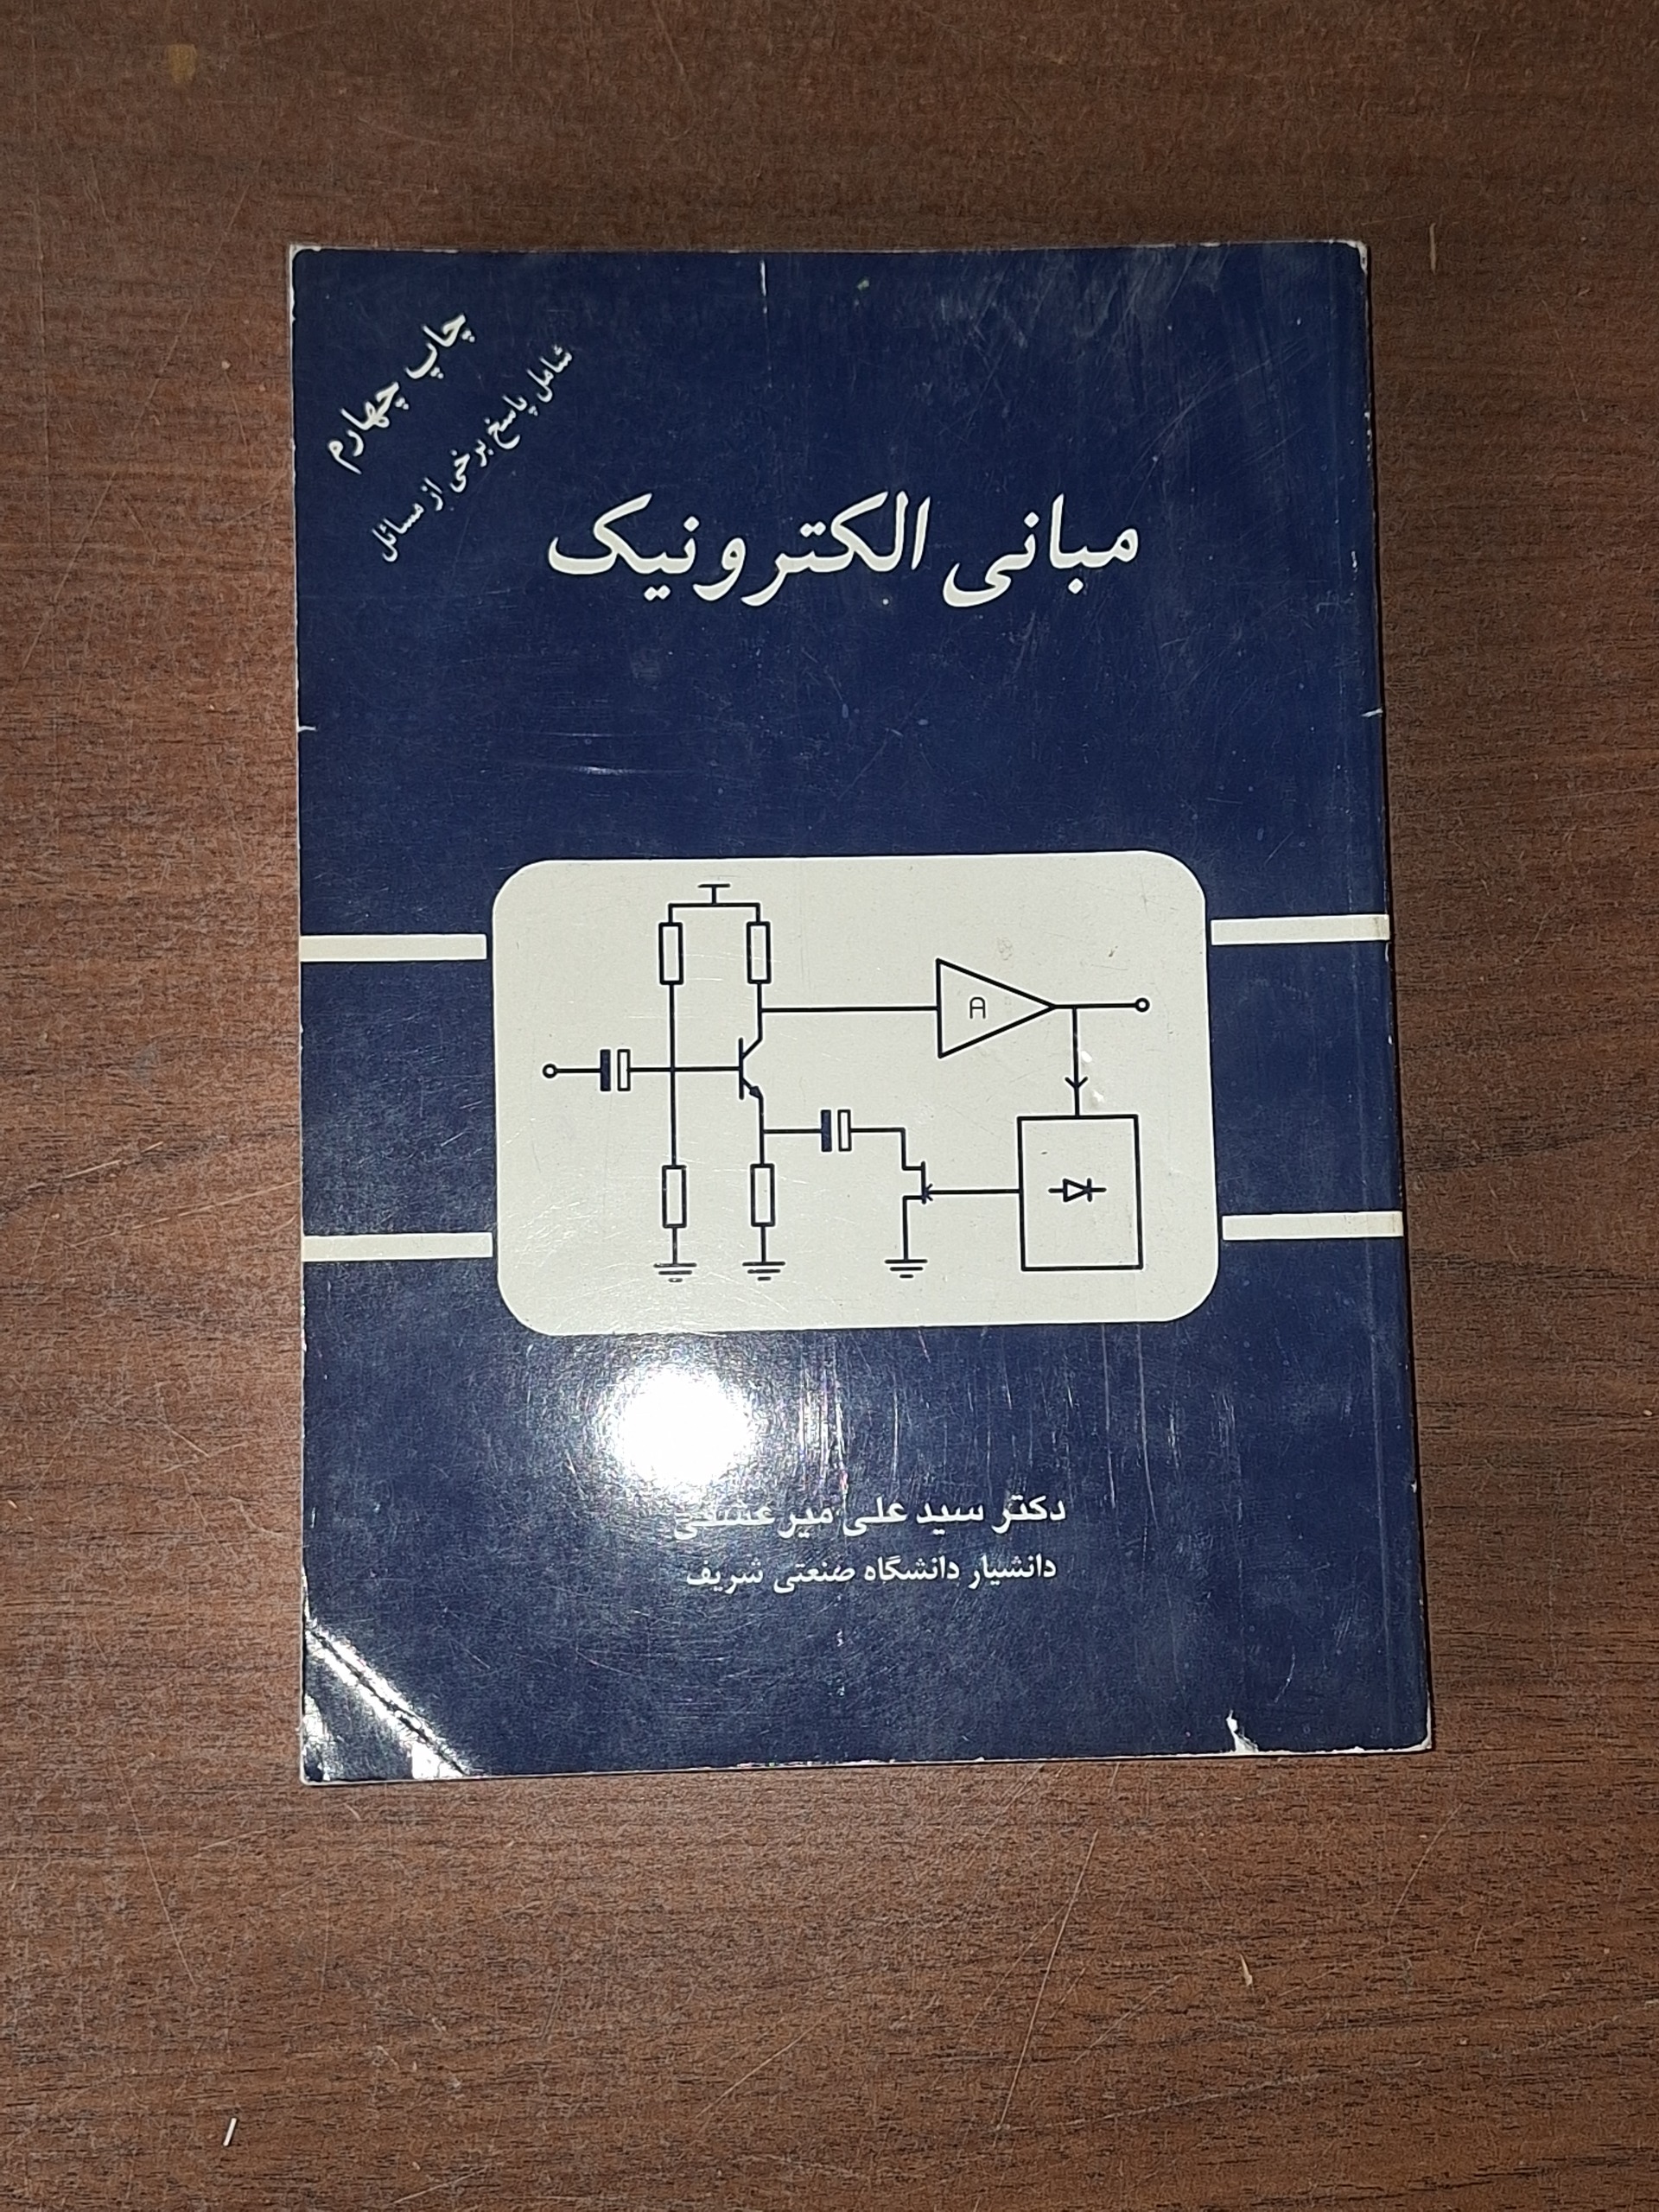 چاپ چهارم
شامل پاسخ برخی از مسائل
مبانی الکترونیک
A
دکتر سید علی میرعشقی
دانشیار دانشگاه صنعتی شریف